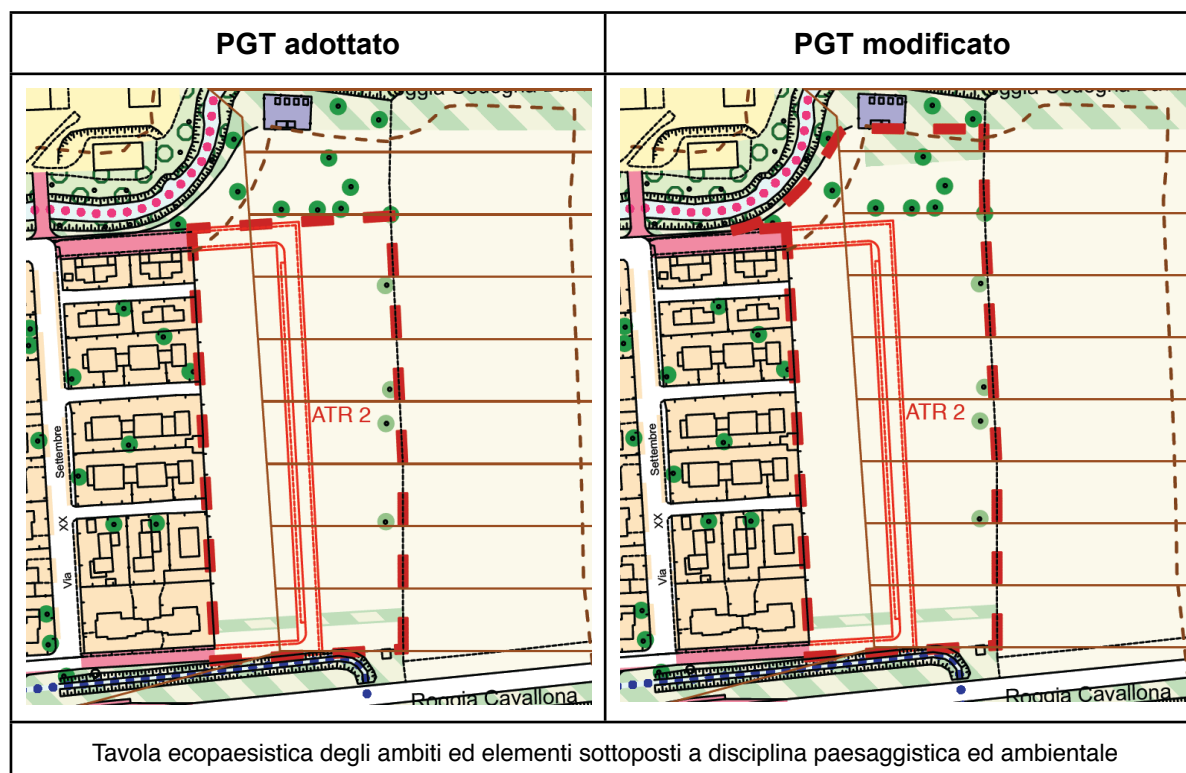 PGT adottato
PGT modificato
ATR 2
Via XX Settembre
Roggia Cavallona
ATR 2
Via XX Settembre
Roggia Cavallona
Tavola ecopaesistica degli ambiti ed elementi sottoposti a disciplina paesaggistica ed ambientale